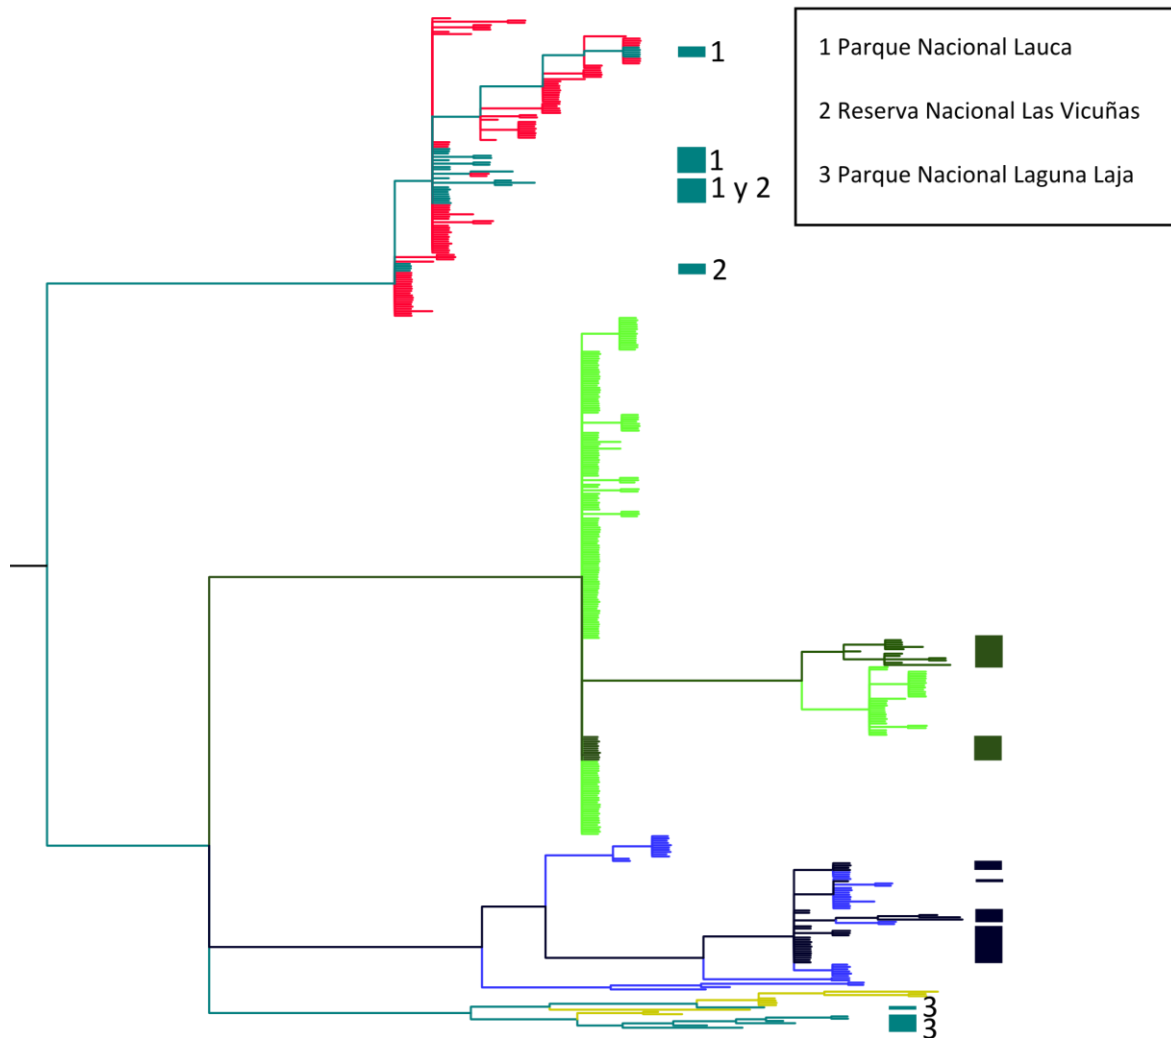 1 Parque Nacional Lauca
2 Reserva Nacional Las Vicuñas
3 Parque Nacional Laguna Laja
1
1
1 y 2
2
3
3